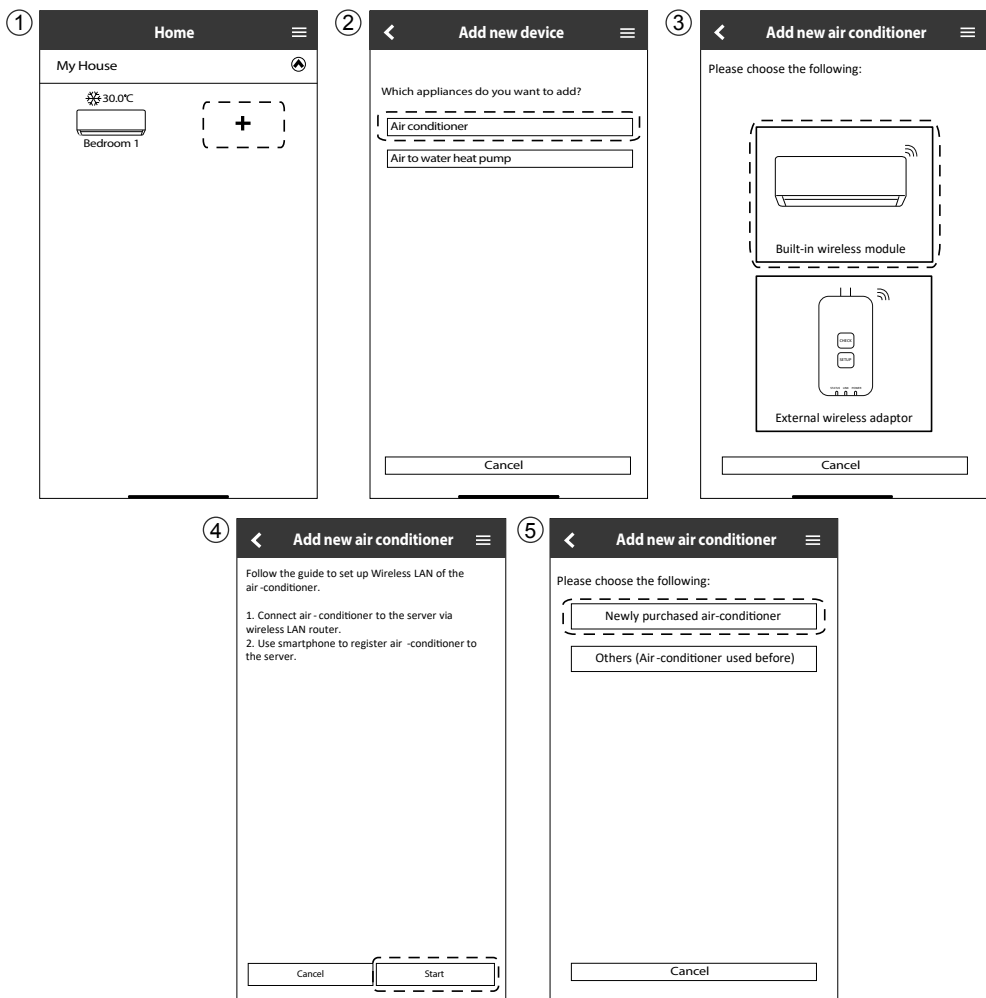 ①
Home
My House
30.0℃
Bedroom 1
+
②
Add new device
Which appliances do you want to add?
Air conditioner
Air to water heat pump
Cancel
③
Add new air conditioner
Please choose the following:
Built-in wireless module
CHECK
SETUP
External wireless adaptor
Cancel
④
Add new air conditioner
Follow the guide to set up Wireless LAN of the
air -conditioner.
1. Connect air - conditioner to the server via
wireless LAN router.
2. Use smartphone to register air  -conditioner to
the server.
Cancel
Start
⑤
Add new air conditioner
Please choose the following:
Newly purchased air-conditioner
Others (Air-conditioner used before)
Cancel